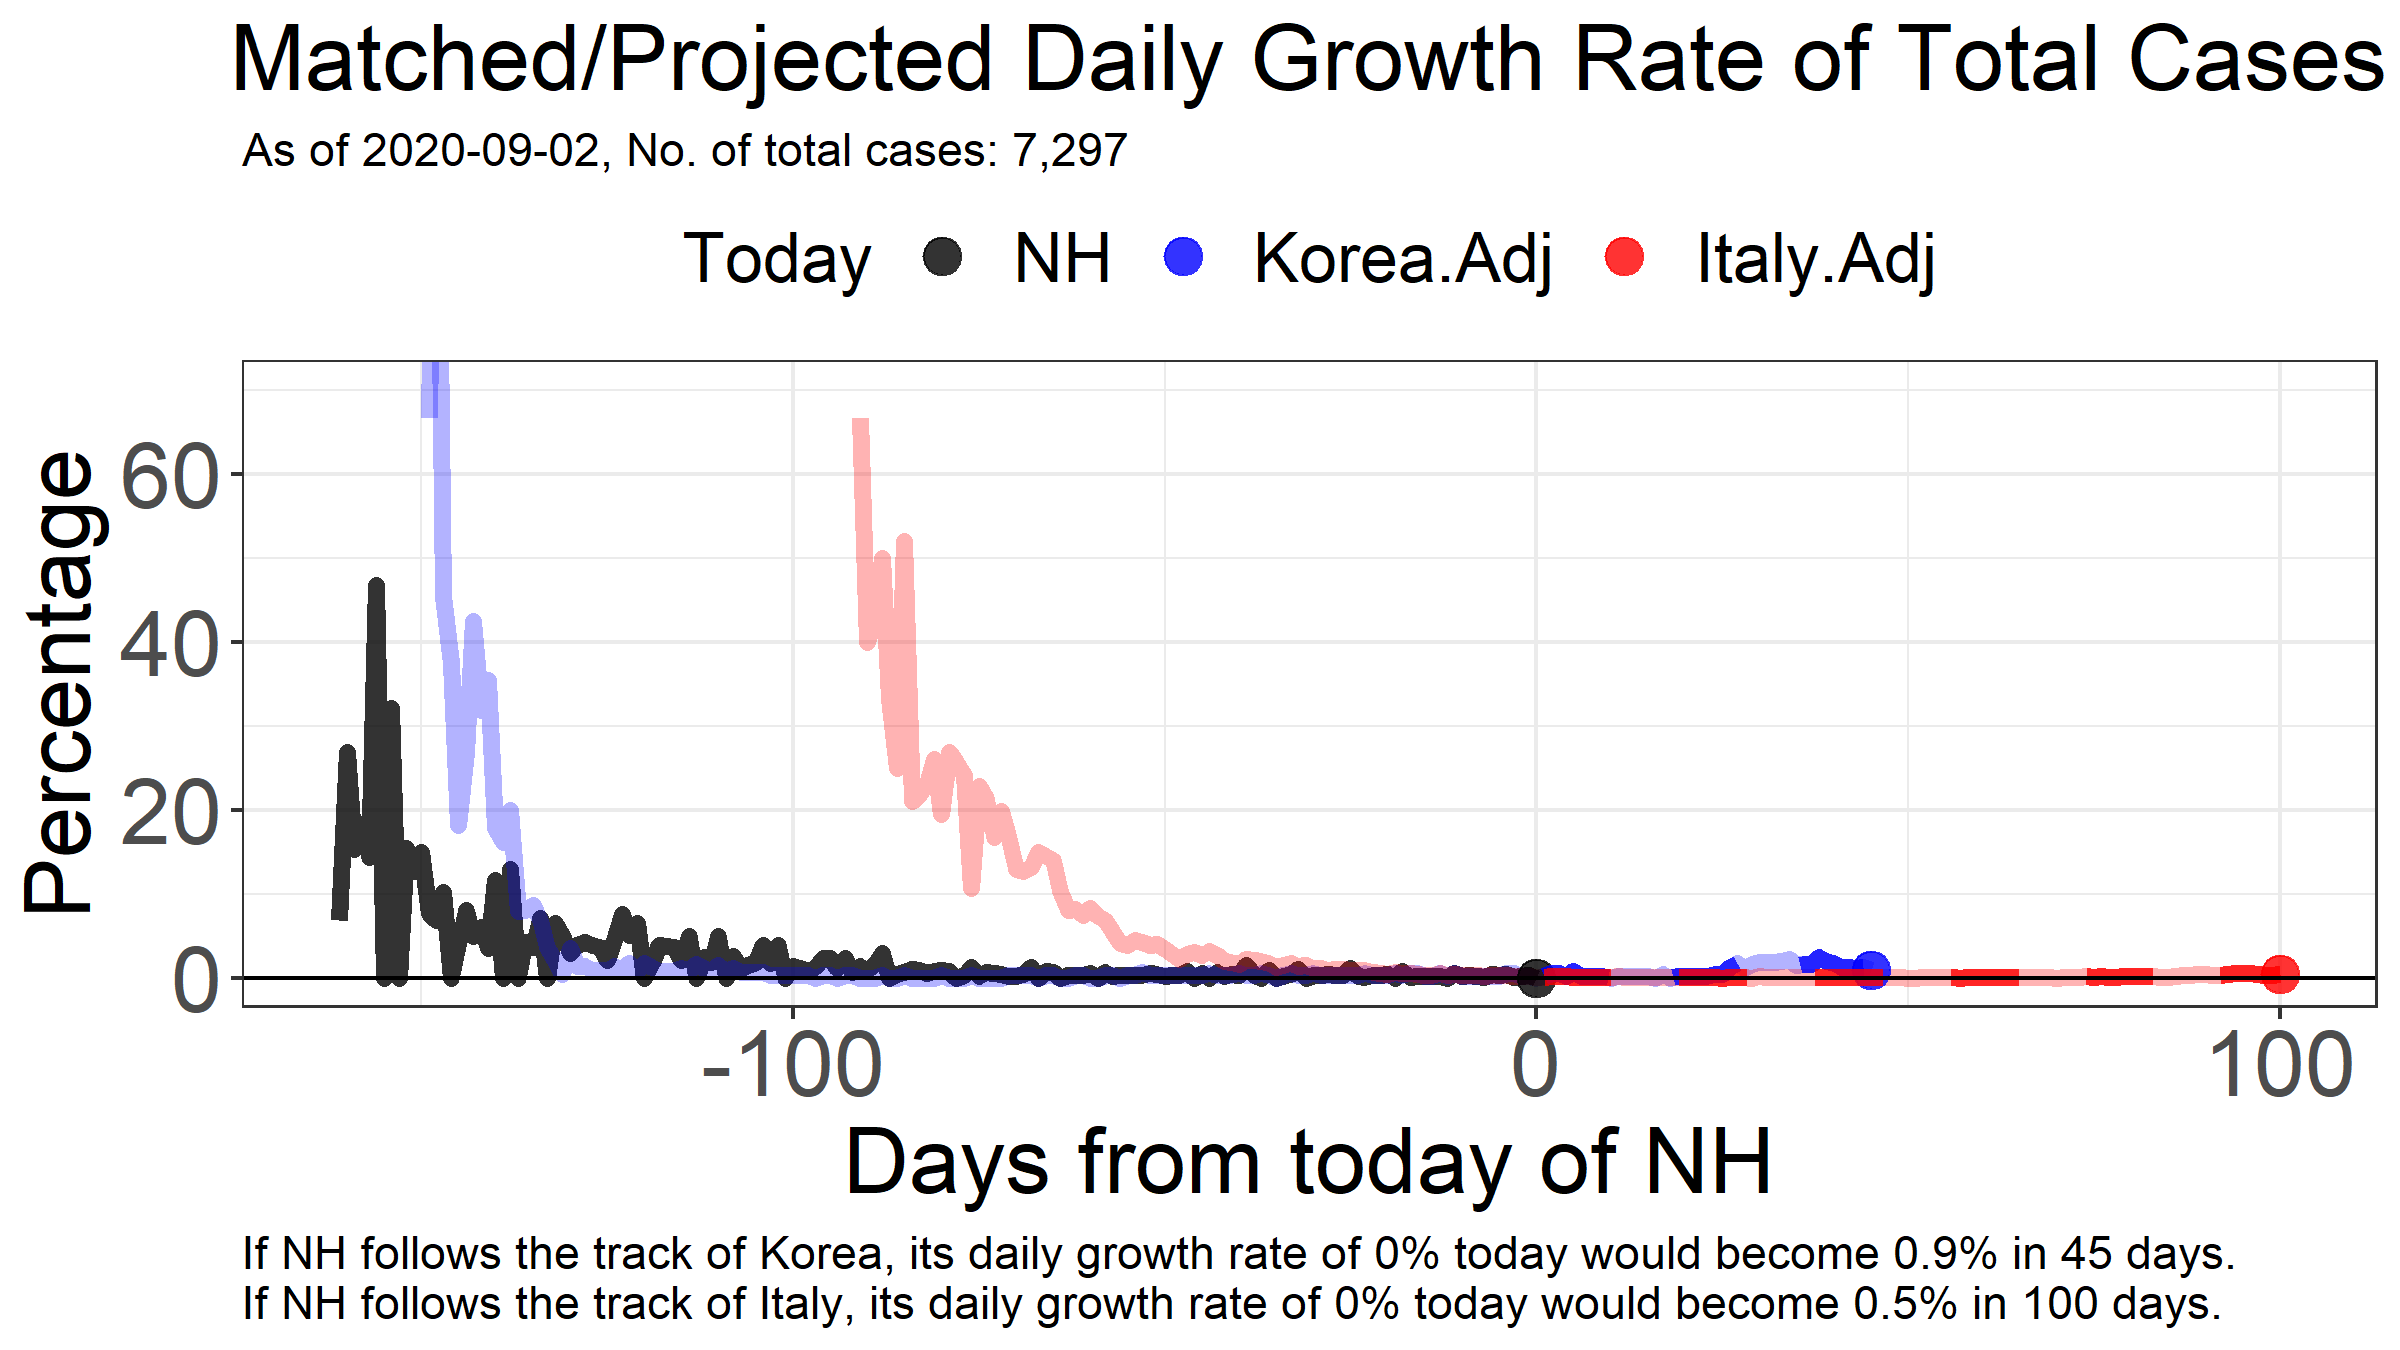 Matched/Projected Daily Growth Rate of Total Cases
As of 2020-09-02, No. of total cases: 7,297
Today NH Korea.Adj Italy.Adj
Percentage
60
40
20
0
-100 0 100
Days from today of NH
If NH follows the track of Korea, its daily growth rate of 0% today would become 0.9% in 45 days.
If NH follows the track of Italy, its daily growth rate of 0% today would become 0.5% in 100 days.